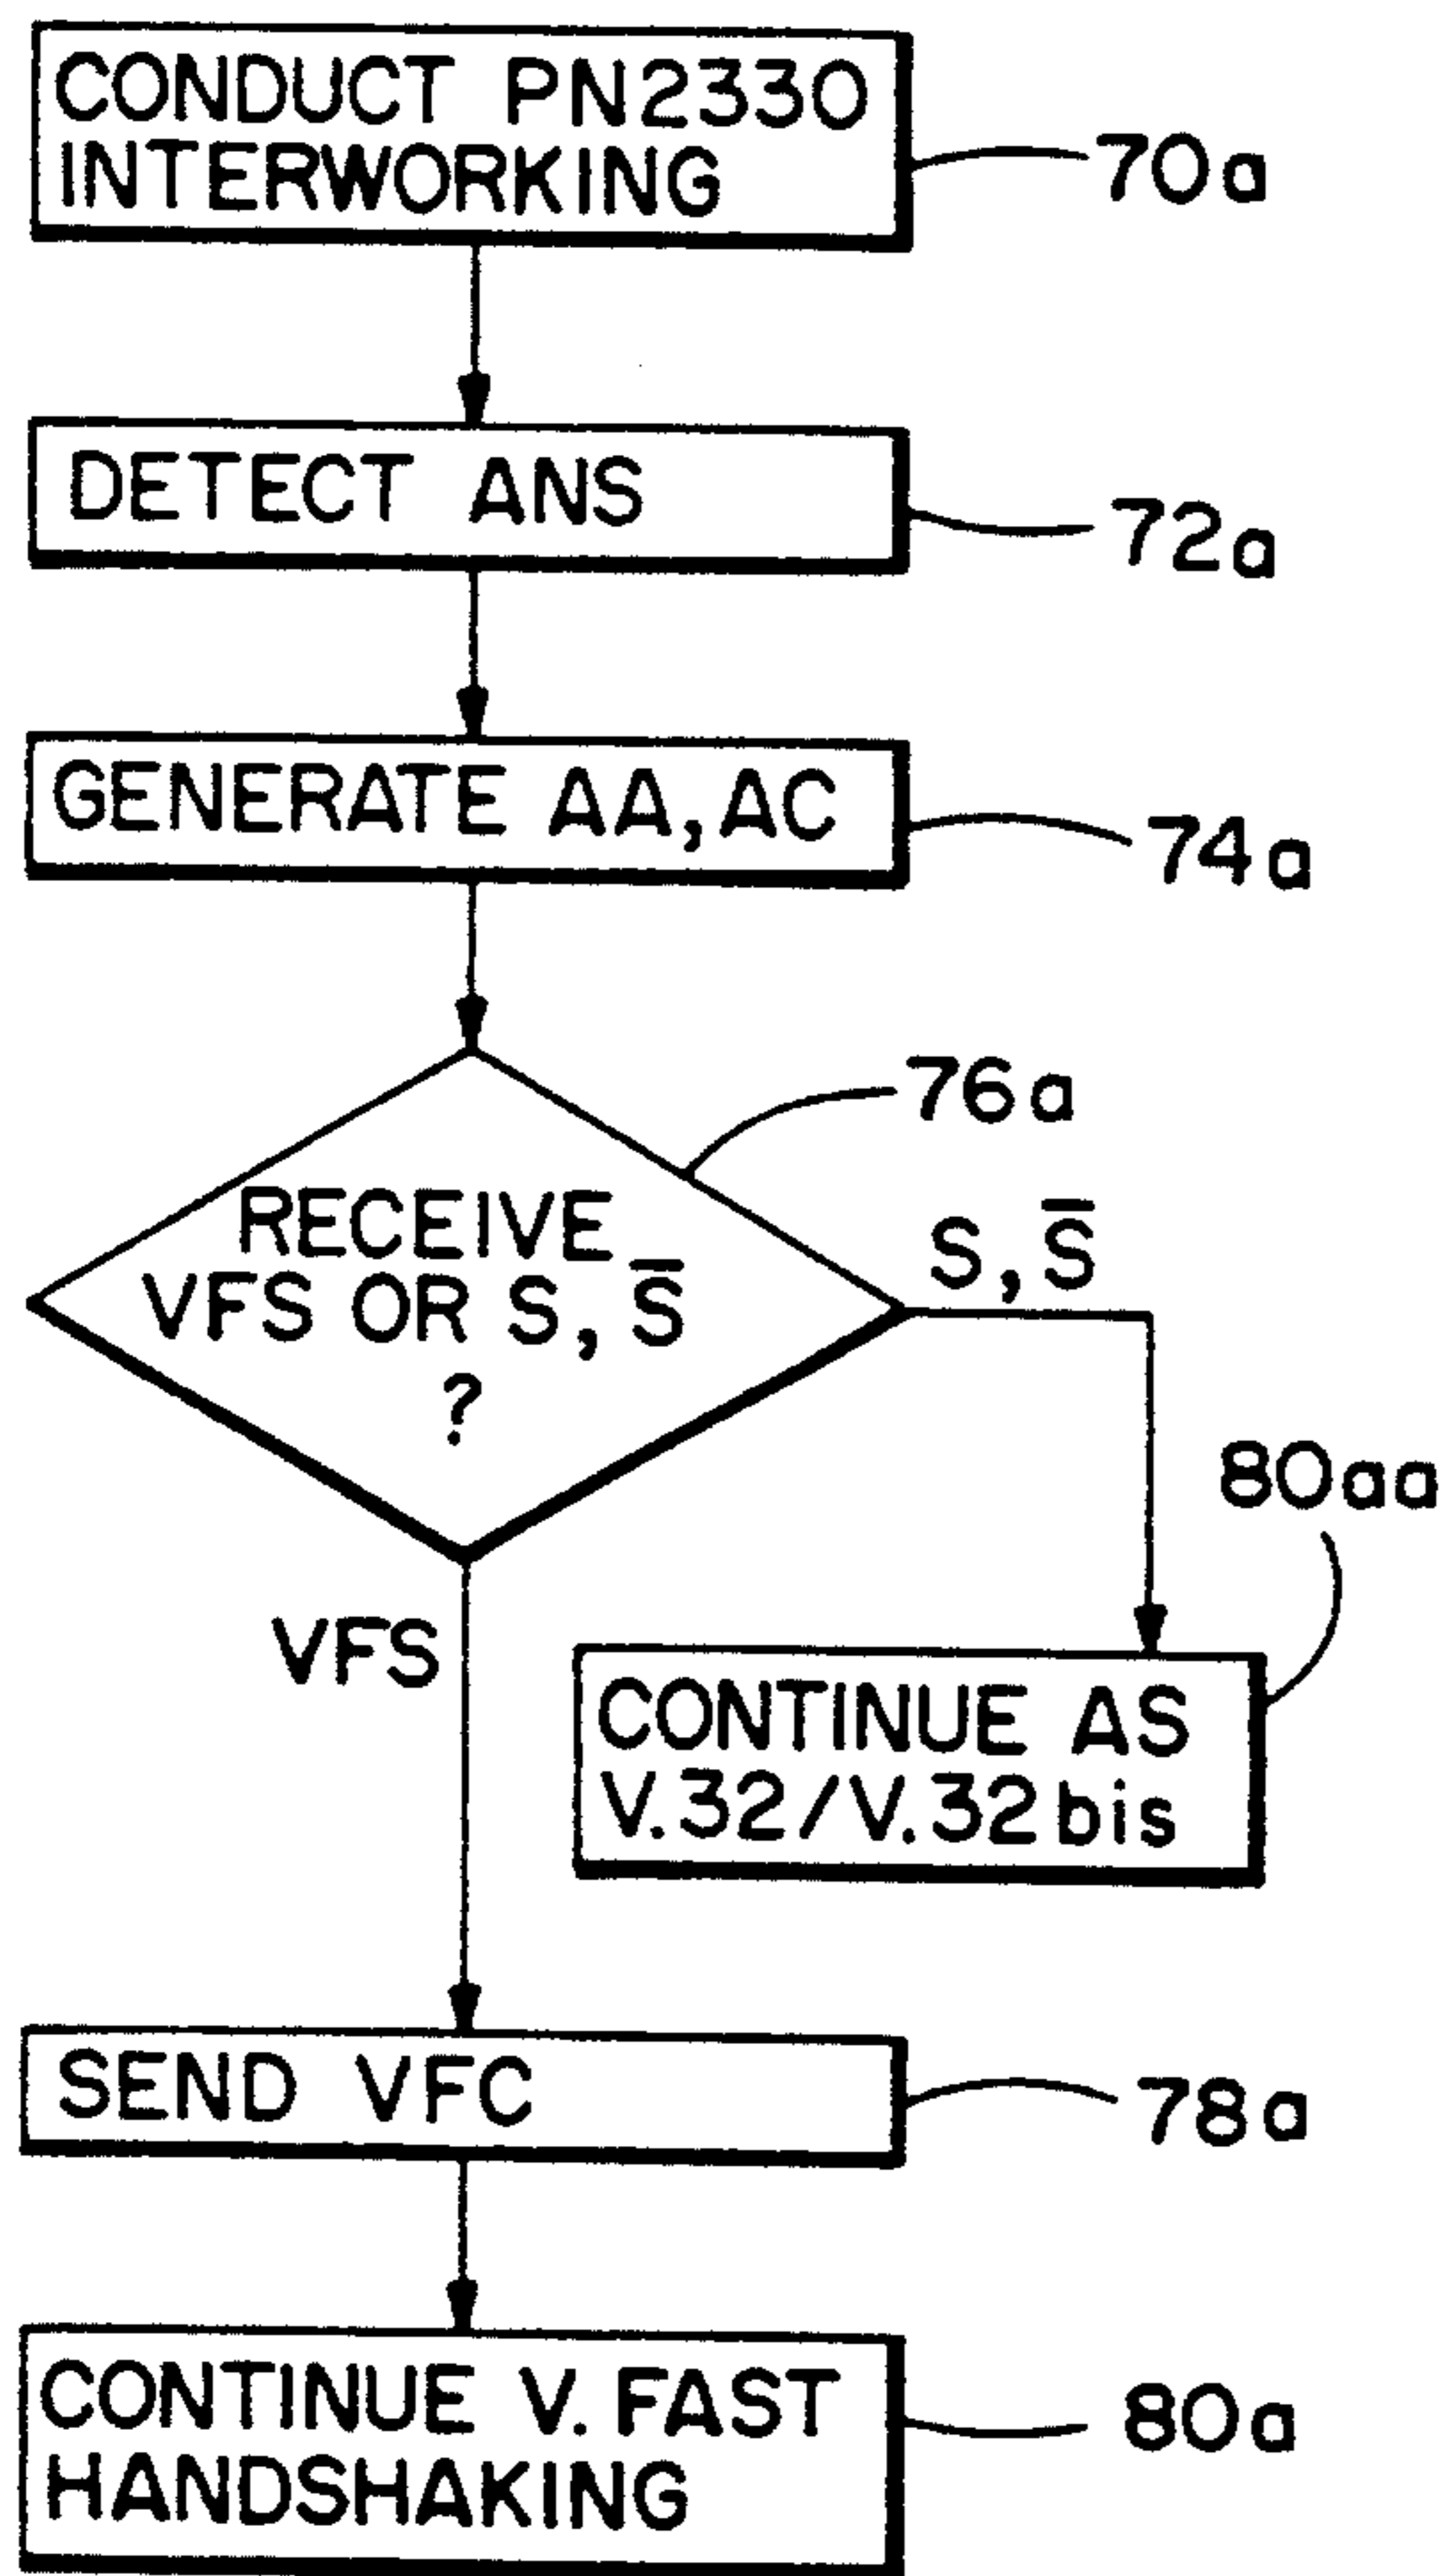 CONDUCT PN2330
INTERWORKING
70a
DETECT ANS
72a
GENERATE AA, AC
74a
76a
RECEIVE
VFS OR S, S̅
?
S, S̅
80aa
VFS
CONTINUE AS
V.32/V.32bis
SEND VFC
78a
CONTINUE V. FAST
HANDSHAKING
80a